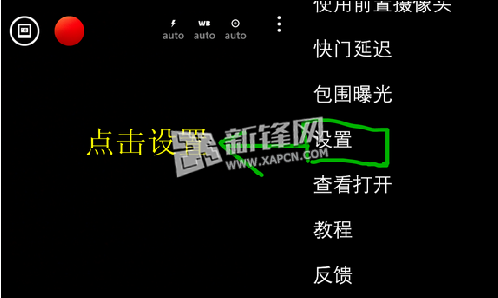 使用前置摄像头
WB
auto
auto
auto
快门延迟
包围曝光
点击设置
新锋网
WWW.XAPCN.COM
设置
查看打开
教程
反馈